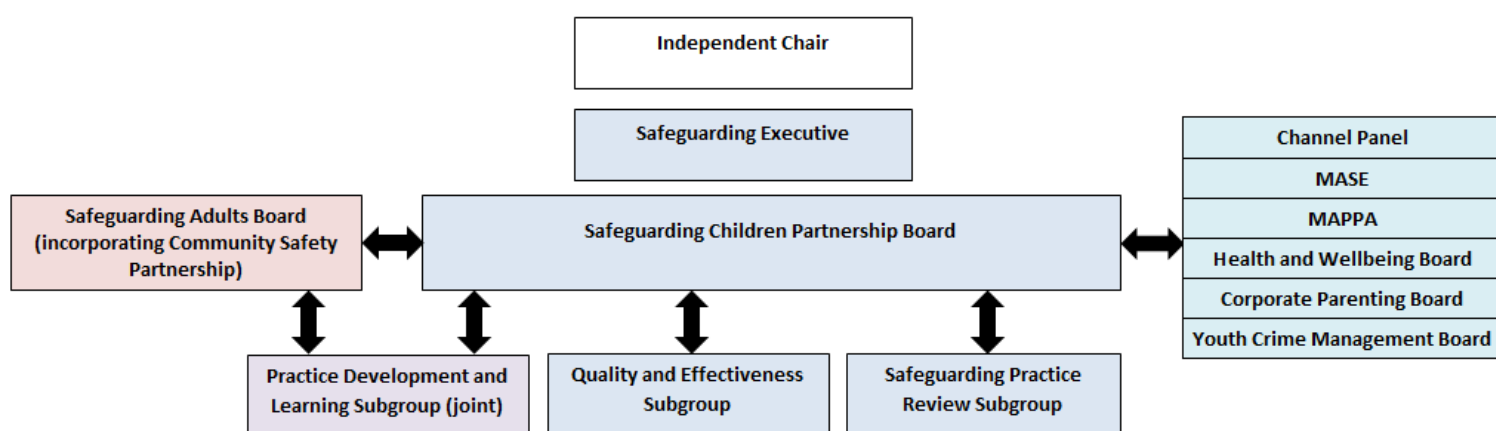 Independent Chair
Safeguarding Executive
Safeguarding Adults Board
(incorporating Community Safety
Partnership)
Safeguarding Children Partnership Board
Channel Panel
MASE
MAPPA
Health and Wellbeing Board
Corporate Parenting Board
Youth Crime Management Board
Practice Development and
Learning Subgroup (joint)
Quality and Effectiveness
Subgroup
Safeguarding Practice
Review Subgroup